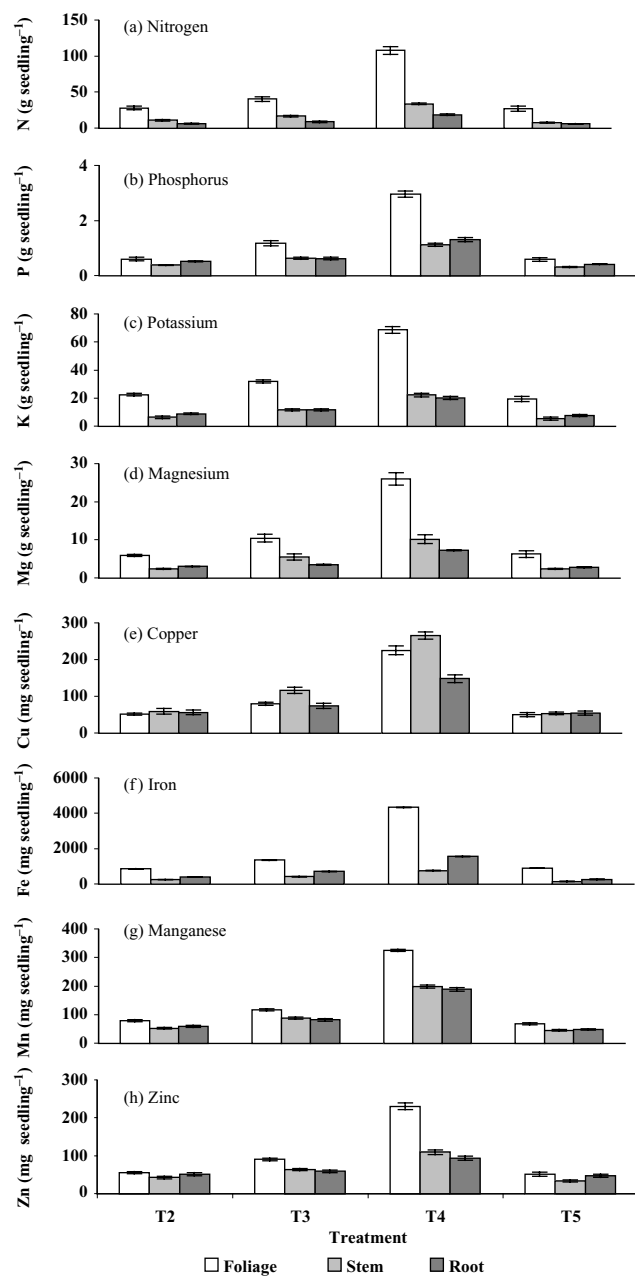 (a) Nitrogen
N (g seedling⁻¹)
150
100
50
0
(b) Phosphorus
P (g seedling⁻¹)
4
2
0
(c) Potassium
K (g seedling⁻¹)
80
60
40
20
0
(d) Magnesium
Mg (g seedling⁻¹)
30
20
10
0
(e) Copper
Cu (mg seedling⁻¹)
300
200
100
0
(f) Iron
Fe (mg seedling⁻¹)
6000
4000
2000
0
(g) Manganese
Mn (mg seedling⁻¹)
400
300
200
100
0
(h) Zinc
Zn (mg seedling⁻¹)
300
200
100
0
T2 T3 T4 T5
Treatment
Foliage Stem Root